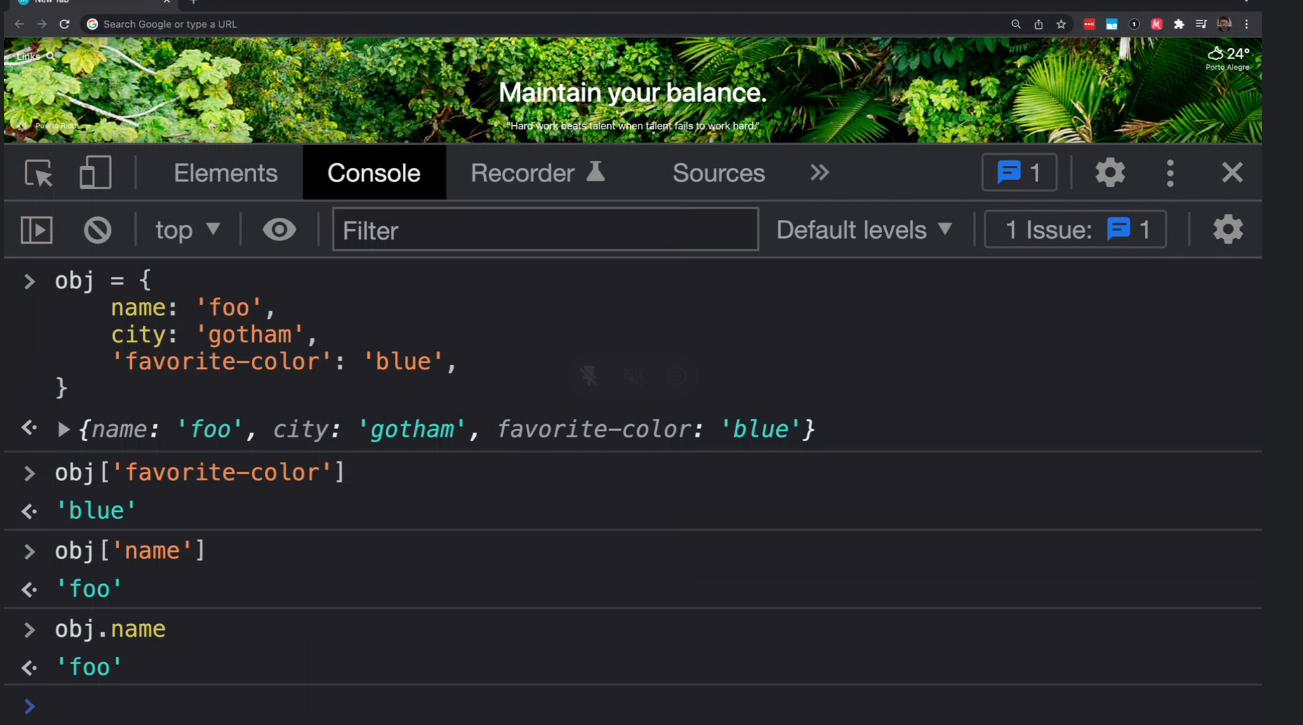 New Tab
Search Google or type a URL
Links
24°
Porto Alegre
Maintain your balance.
"Hard work beats talent when talent fails to work hard."
Puerto Rico
Elements Console Recorder Sources 1
top Filter Default levels 1 Issue: 1
> obj = {
name: 'foo',
city: 'gotham',
'favorite-color': 'blue',
}
{name: 'foo', city: 'gotham', favorite-color: 'blue'}
> obj['favorite-color']
'blue'
> obj['name']
'foo'
> obj.name
'foo'
>